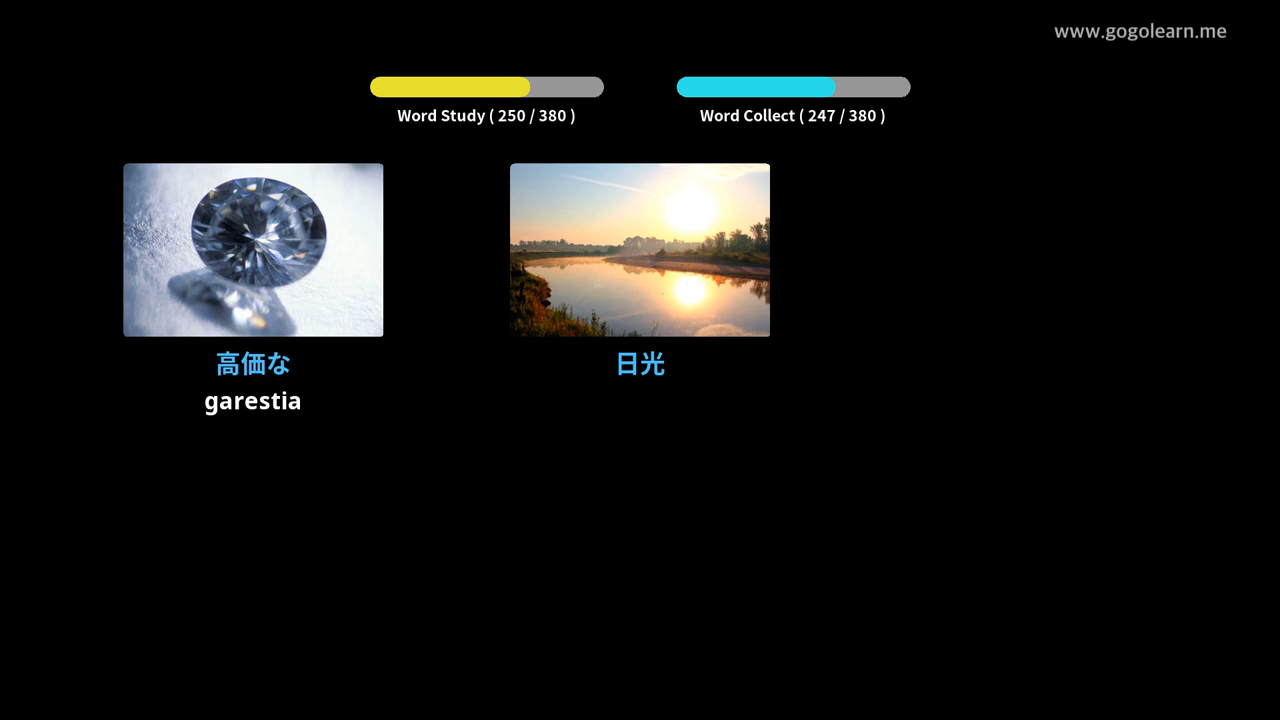 www.gogolearn.me
Word Study ( 250 / 380 )
Word Collect ( 247 / 380 )
高価な
garestia
日光